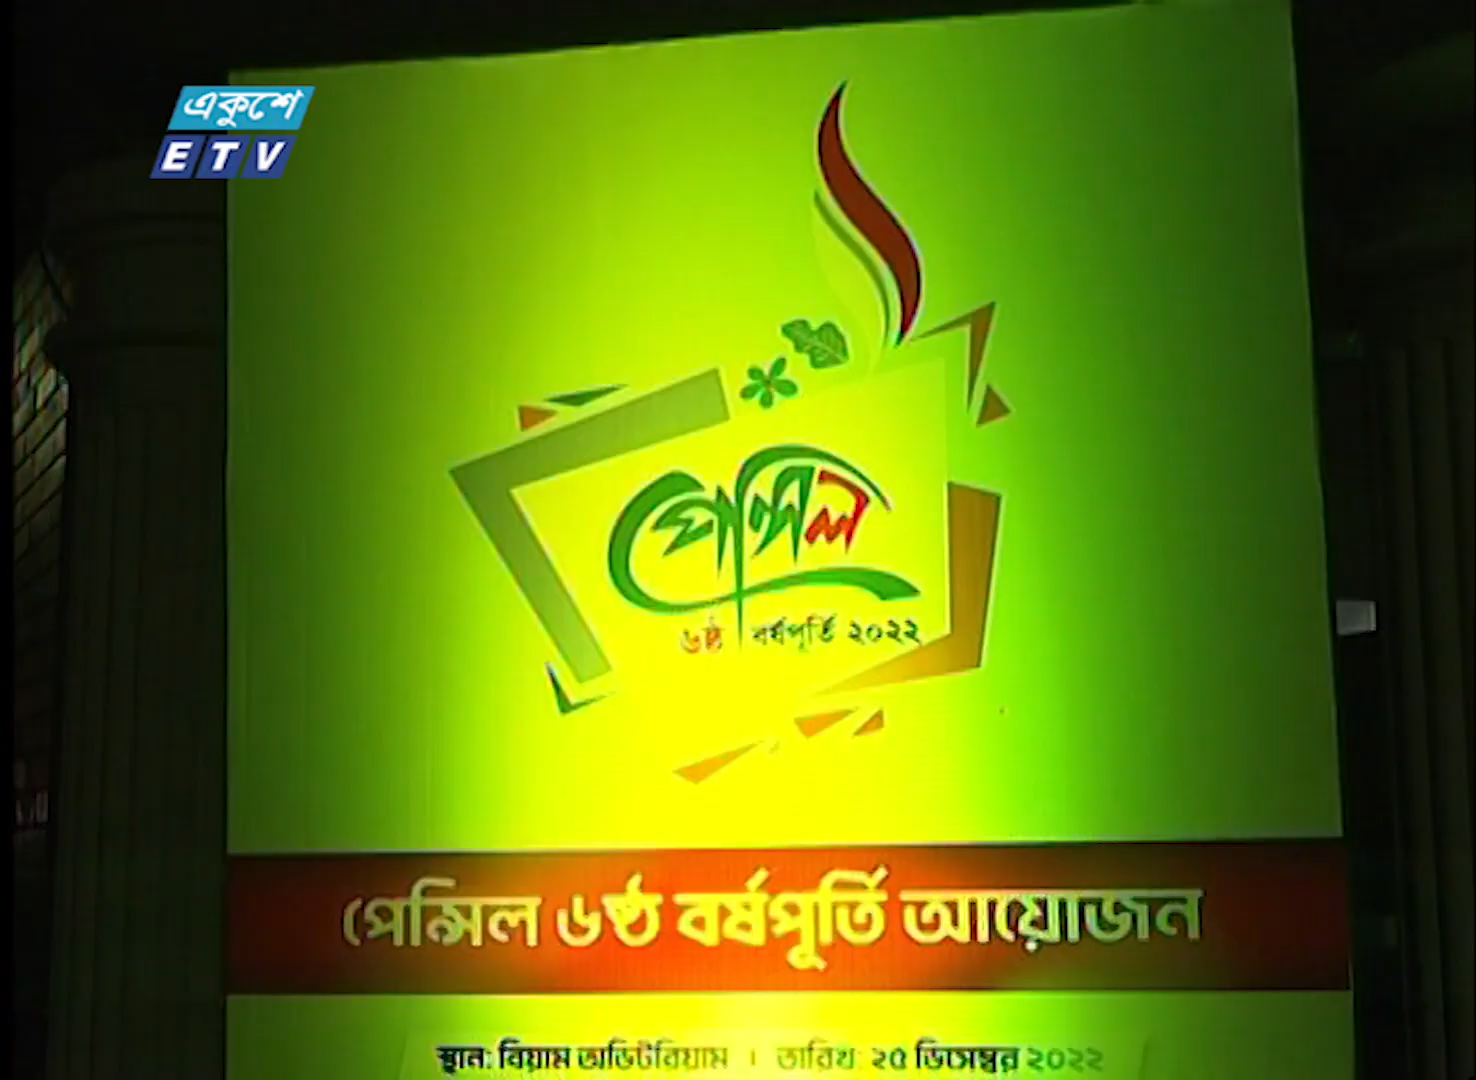 একুশে
ETV
পেন্সিল
৬ষ্ঠ বর্ষপূর্তি ২০২২
পেন্সিল ৬ষ্ঠ বর্ষপূর্তি আয়োজন
স্থান: বিয়াম অডিটরিয়াম । তারিখ: ২৫ ডিসেম্বর ২০২২